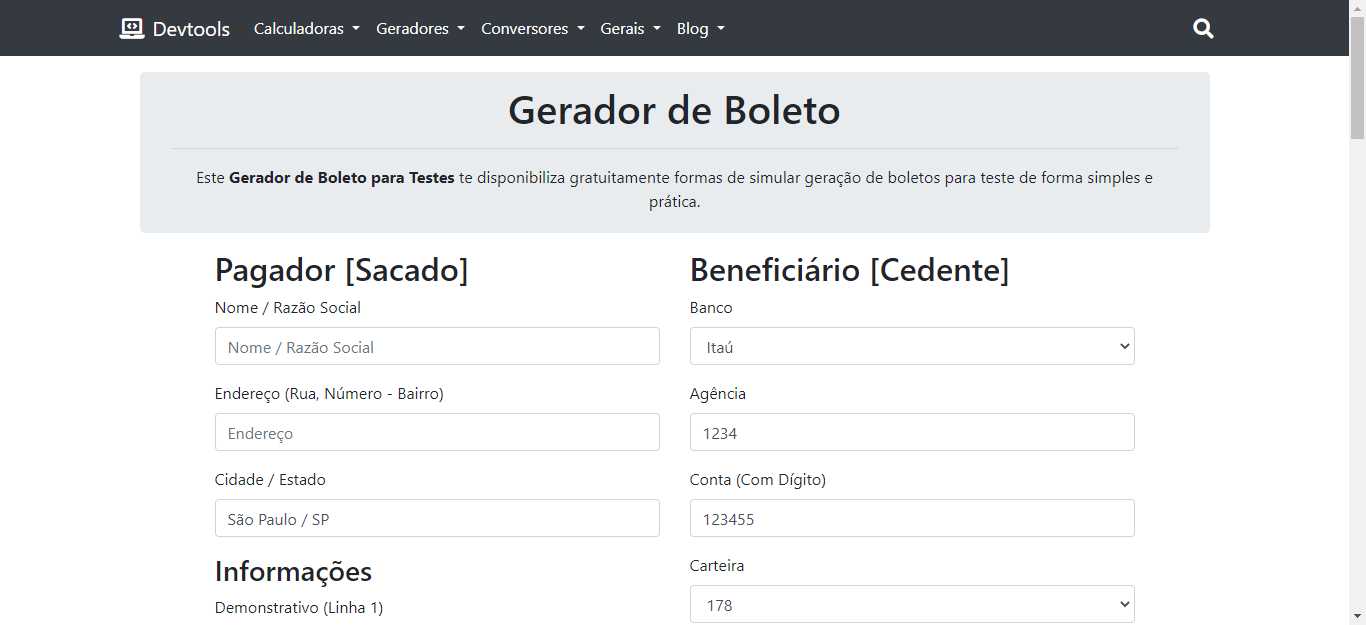 Devtools Calculadoras Geradores Conversores Gerais Blog
Gerador de Boleto
Este Gerador de Boleto para Testes te disponibiliza gratuitamente formas de simular geração de boletos para teste de forma simples e
prática.
Pagador [Sacado]
Nome / Razão Social
Nome / Razão Social
Endereço (Rua, Número - Bairro)
Endereço
Cidade / Estado
São Paulo / SP
Informações
Demonstrativo (Linha 1)
Beneficiário [Cedente]
Banco
Itaú
Agência
1234
Conta (Com Dígito)
123455
Carteira
178